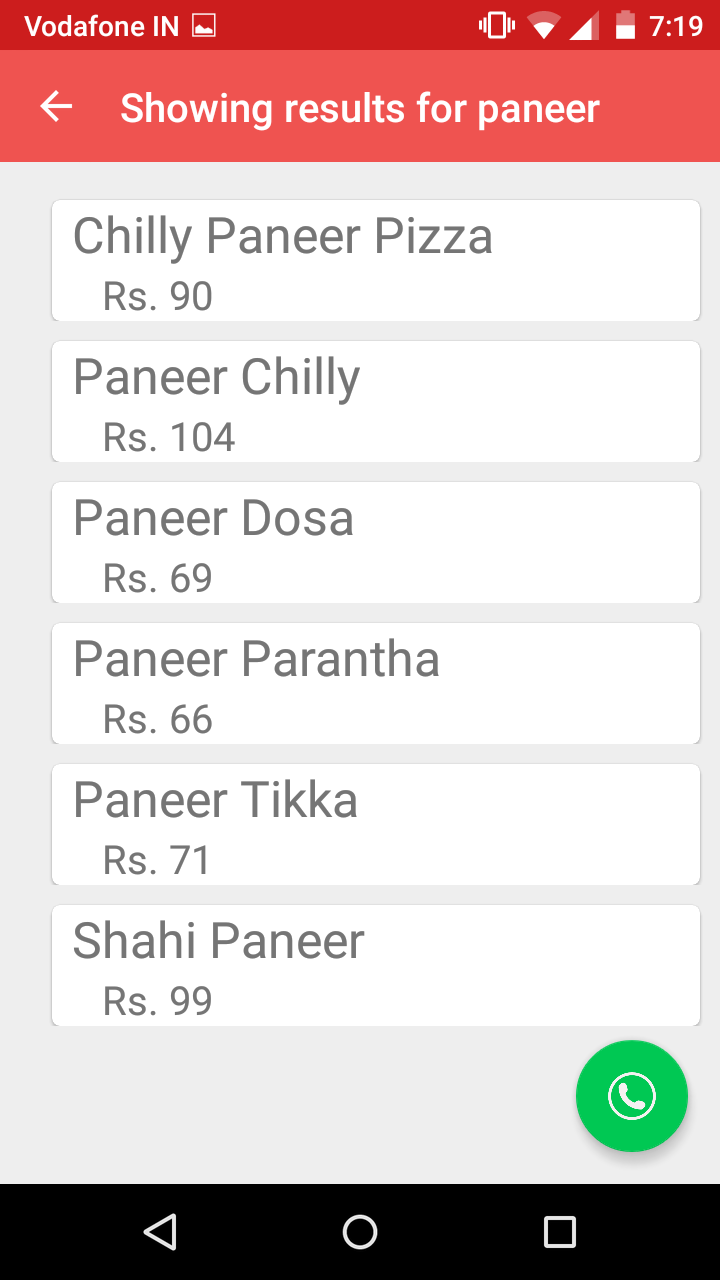 Vodafone IN 7:19
Showing results for paneer
Chilly Paneer Pizza
Rs. 90
Paneer Chilly
Rs. 104
Paneer Dosa
Rs. 69
Paneer Parantha
Rs. 66
Paneer Tikka
Rs. 71
Shahi Paneer
Rs. 99